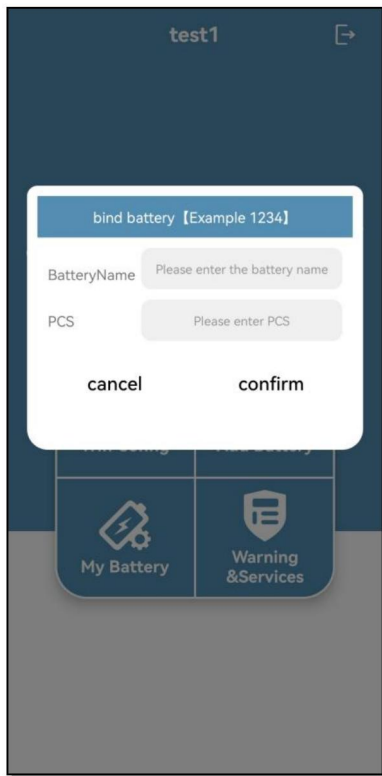 test1
bind battery【Example 1234】
BatteryName
Please enter the battery name
PCS
Please enter PCS
cancel
confirm
My Battery
Warning
&Services